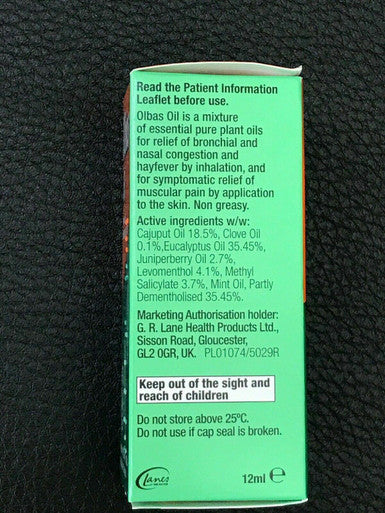 Read the Patient Information
Leaflet before use.
Olbas Oil is a mixture
of essential pure plant oils
for relief of bronchial and
nasal congestion and
hayfever by inhalation, and
for symptomatic relief of
muscular pain by application
to the skin. Non greasy.
Active ingredients w/w:
Cajuput Oil 18.5%, Clove Oil
0.1%,Eucalyptus Oil 35.45%,
Juniperberry Oil 2.7%,
Levomenthol 4.1%, Methyl
Salicylate 3.7%, Mint Oil, Partly
Dementholised 35.45%.
Marketing Authorisation holder:
G. R. Lane Health Products Ltd.,
Sisson Road, Gloucester,
GL2 0GR, UK. PL01074/5029R
Keep out of the sight and
reach of children
Do not store above 25ºC.
Do not use if cap seal is broken.
Lanes
12ml ℮